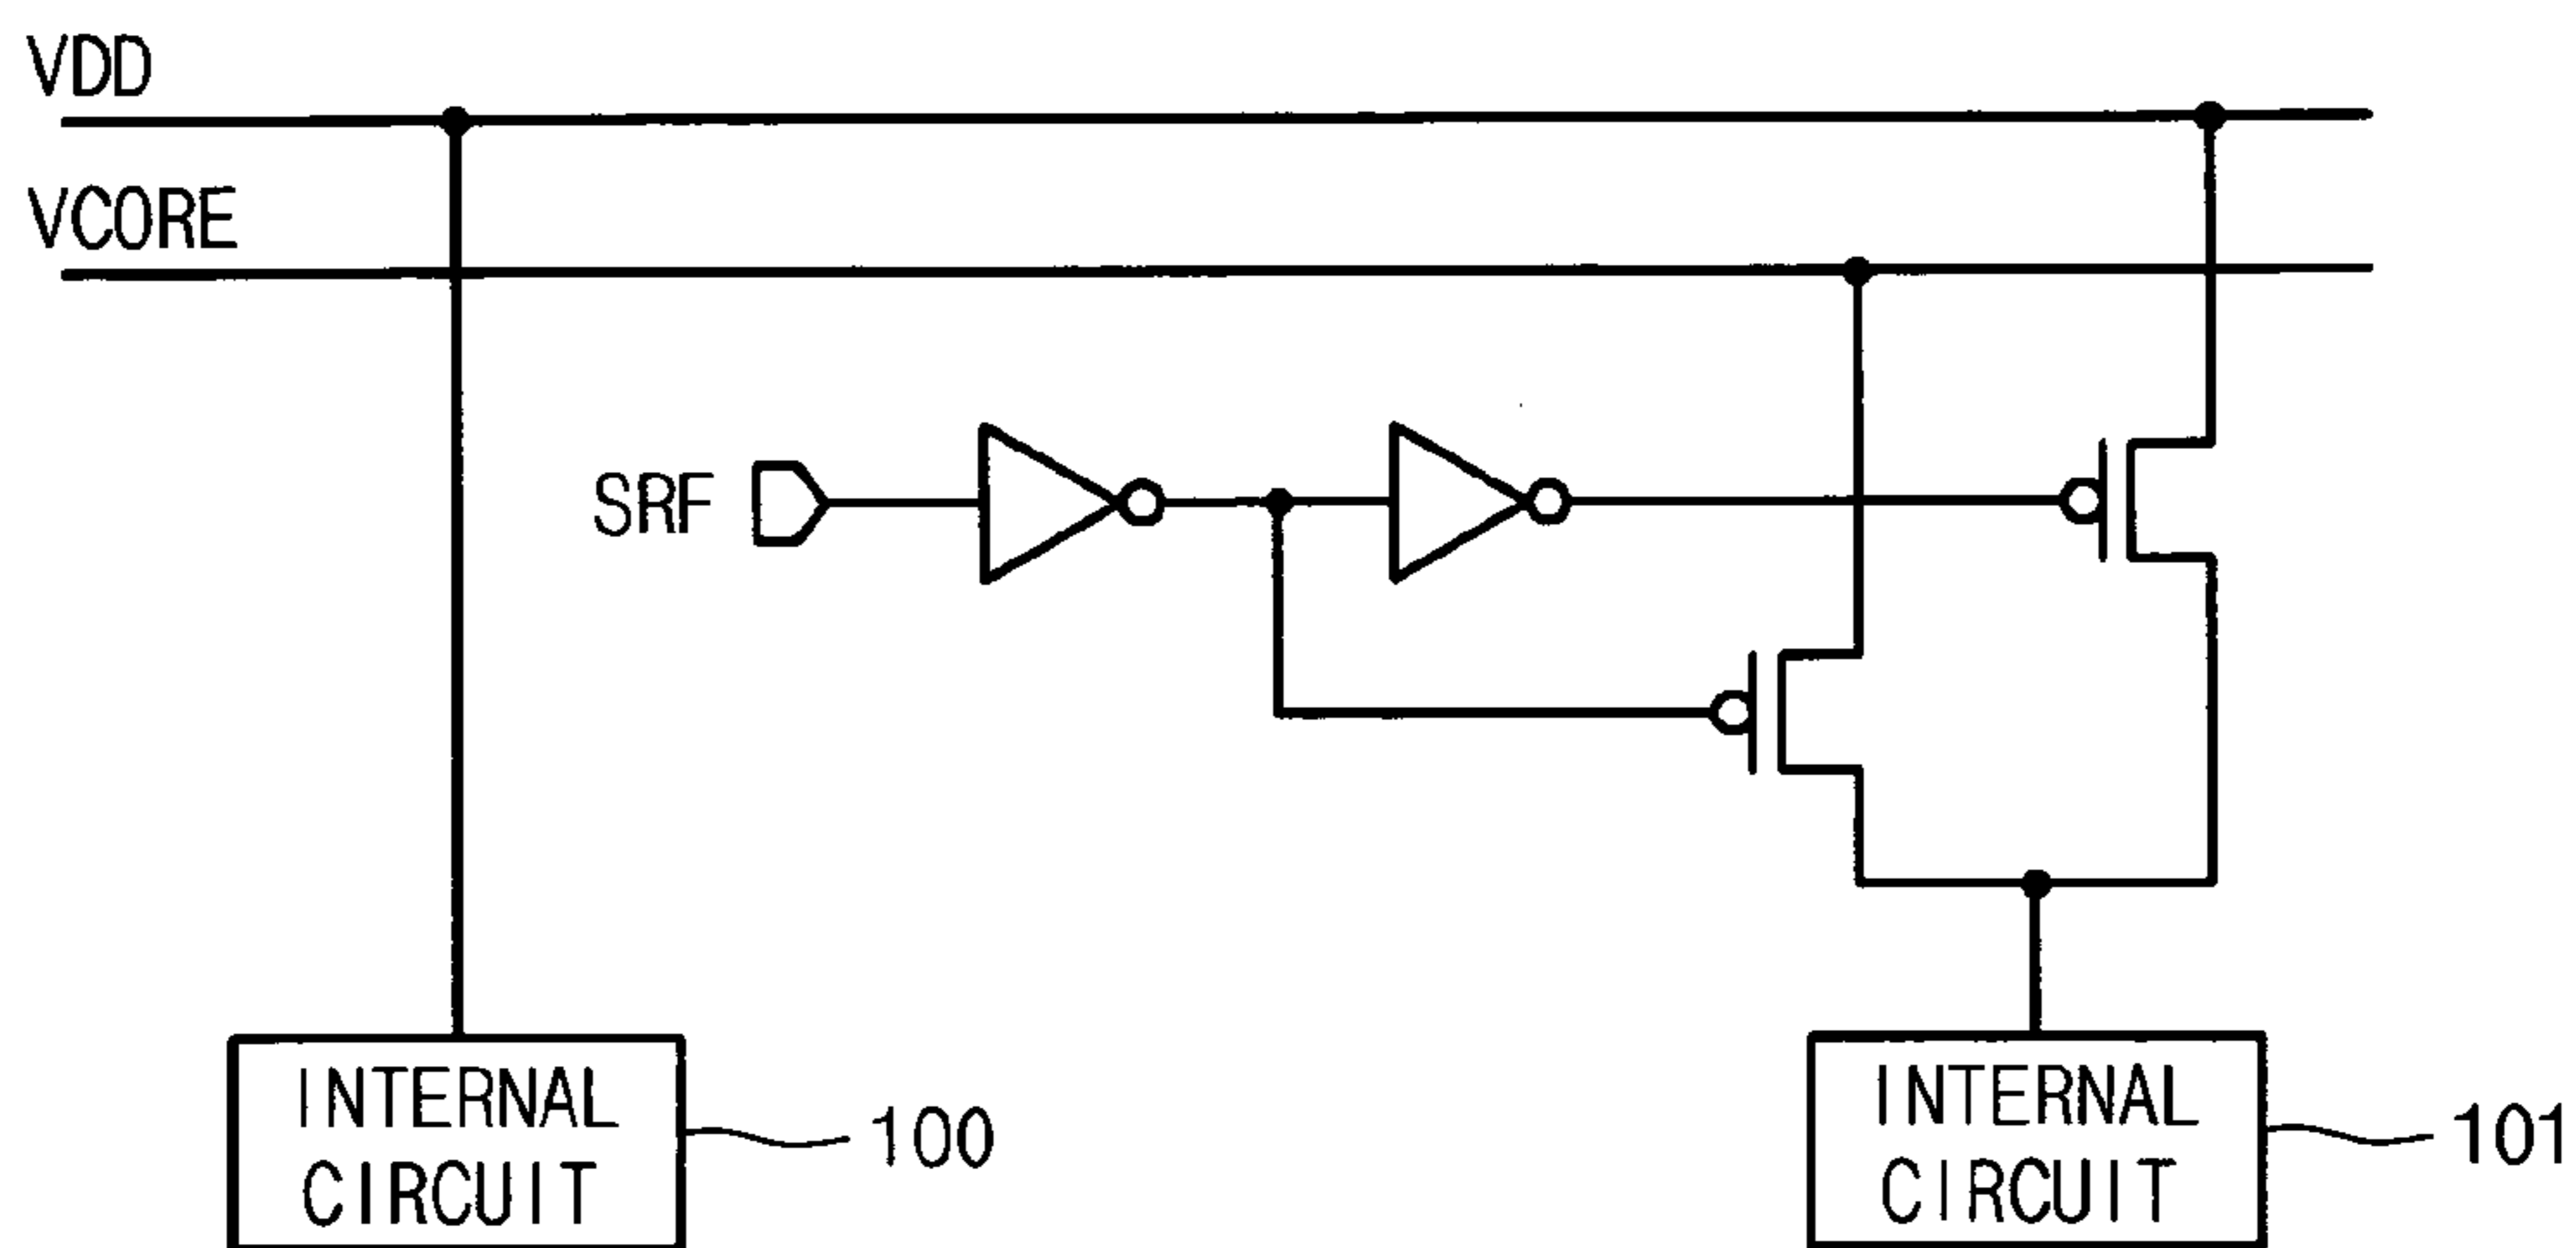 VDD
VCORE
SRF
INTERNAL
CIRCUIT
100
INTERNAL
CIRCUIT
101